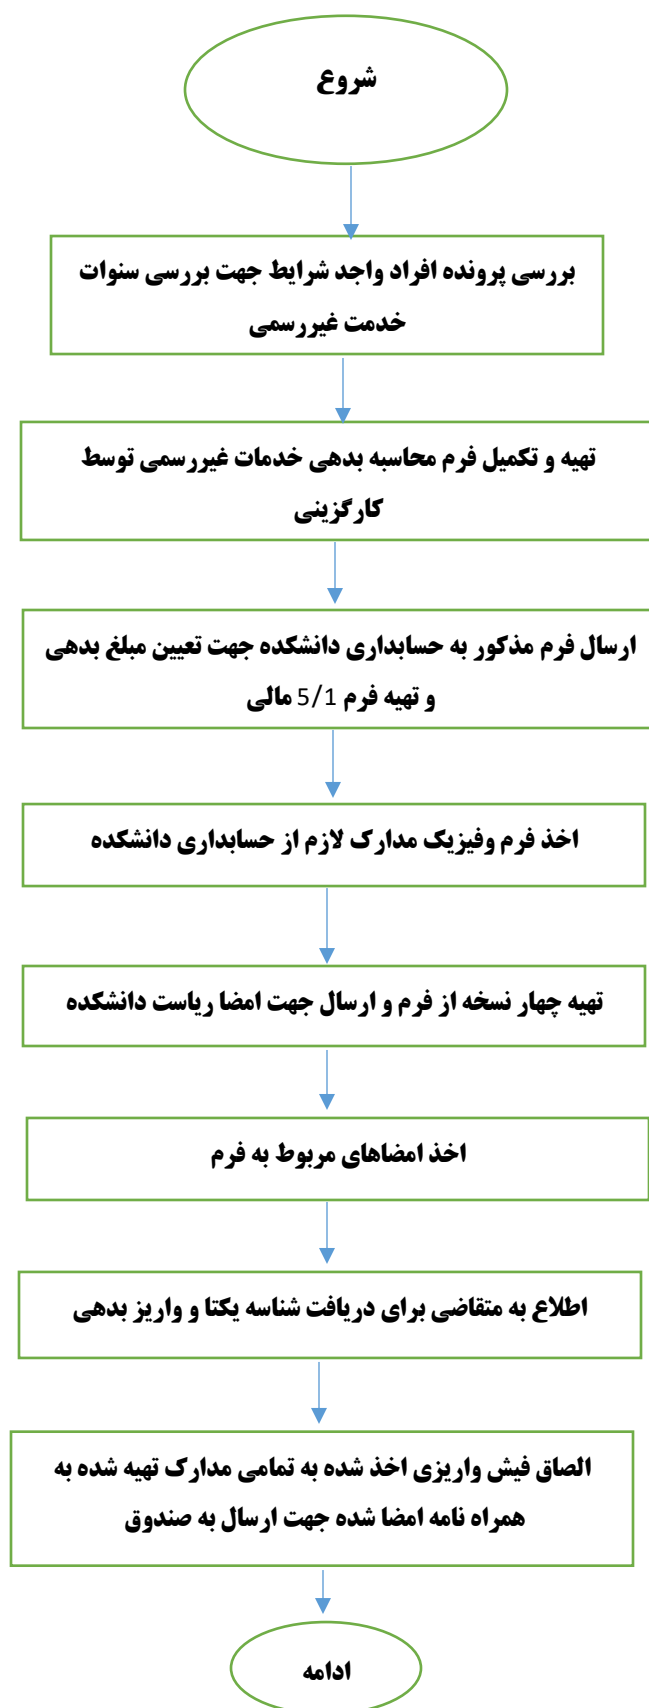 شروع
بررسی پرونده افراد واجد شرایط جهت بررسی سنوات
خدمت غیررسمی
تهیه و تکمیل فرم محاسبه بدهی خدمات غیررسمی توسط
کارگزینی
ارسال فرم مذکور به حسابداری دانشکده جهت تعیین مبلغ بدهی
و تهیه فرم 5/1 مالی
اخذ فرم وفیزیک مدارک لازم از حسابداری دانشکده
تهیه چهار نسخه از فرم و ارسال جهت امضا ریاست دانشکده
اخذ امضاهای مربوط به فرم
اطلاع به متقاضی برای دریافت شناسه یکتا و واریز بدهی
الصاق فیش واریزی اخذ شده به تمامی مدارک تهیه شده به
همراه نامه امضا شده جهت ارسال به صندوق
ادامه